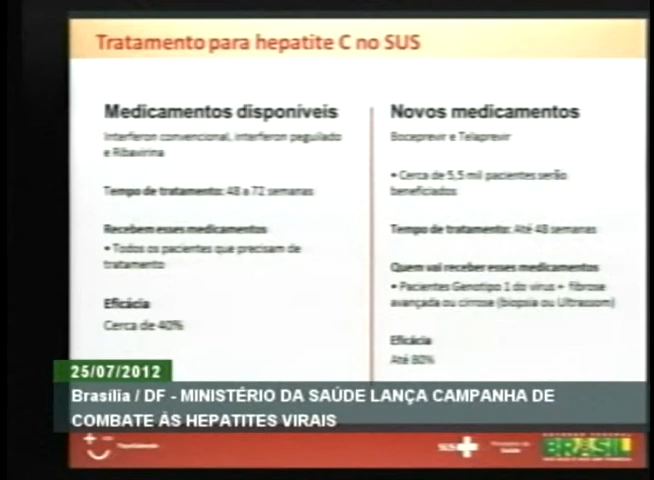 Tratamento para hepatite C no SUS
Medicamentos disponíveis
Interferon convencional, interferon peguilado
e Ribavirina
Tempo de tratamento: 48 a 72 semanas
Recebem esses medicamentos
• Todos os pacientes que precisam de
tratamento
Eficácia
Cerca de 40%
Novos medicamentos
Boceprevir e Telaprevir
• Cerca de 5,5 mil pacientes serão
beneficiados
Tempo de tratamento: Até 48 semanas
Quem vai receber esses medicamentos
• Pacientes Genotipo 1 do vírus + fibrose
avançada ou cirrose (biopsia ou Ultrassom)
Eficácia
Até 80%
25/07/2012
Brasília / DF - MINISTÉRIO DA SAÚDE LANÇA CAMPANHA DE
COMBATE ÀS HEPATITES VIRAIS
SUS
Ministério da
Saúde
BRASIL